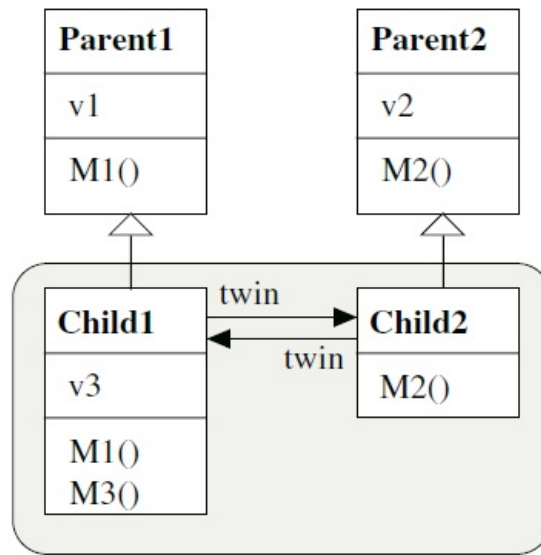 Parent1
v1
M1()
Parent2
v2
M2()
twin
twin
Child1
v3
M1()
M3()
Child2
M2()